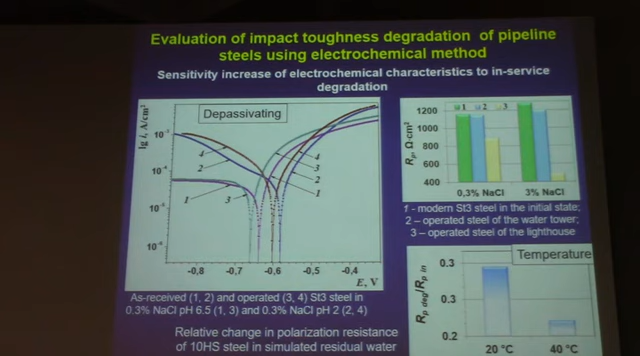 Evaluation of impact toughness degradation of pipeline
steels using electrochemical method
Sensitivity increase of electrochemical characteristics to in-service
degradation
Depassivating
lg i, A/cm²
10⁻³
10⁻⁴
10⁻⁵
10⁻⁶
4
2
1
3
4
3
2
1
-0,8 -0,7 -0,6 -0,5 -0,4
E, V
As-received (1, 2) and operated (3, 4) St3 steel in
0.3% NaCl pH 6.5 (1, 3) and 0.3% NaCl pH 2 (2, 4)
Relative change in polarization resistance
of 10HS steel in simulated residual water
1 2 3
Rp, Ω·cm²
1200
1000
800
600
400
0,3% NaCl 3% NaCl
1 - modern St3 steel in the initial state;
2 – operated steel of the water tower;
3 – operated steel of the lighthouse
Temperature
Rp deg/Rp in
0.3
0.3
0.2
20 °C 40 °C